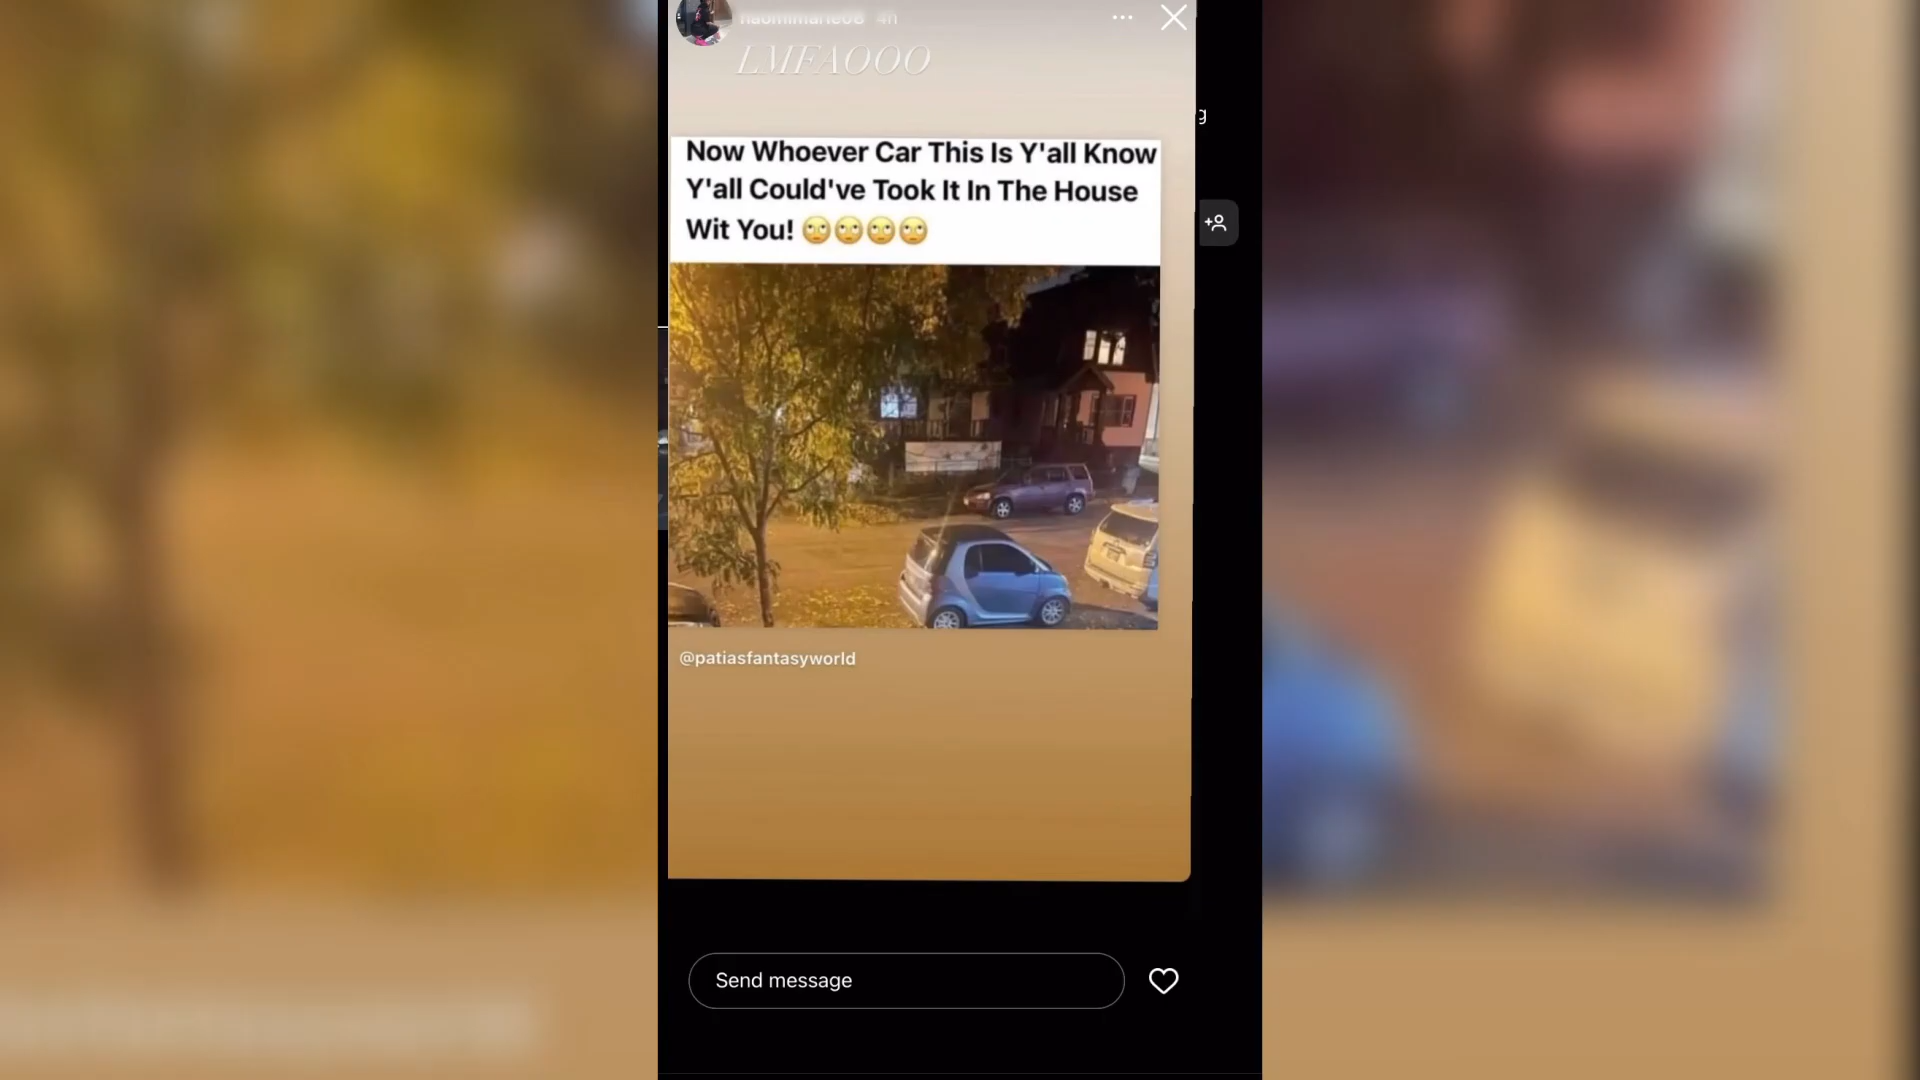 4h
LMFAOOO
g
Now Whoever Car This Is Y'all Know
Y'all Could've Took It In The House
Wit You! 🙄🙄🙄🙄
@patiasfantasyworld
Send message